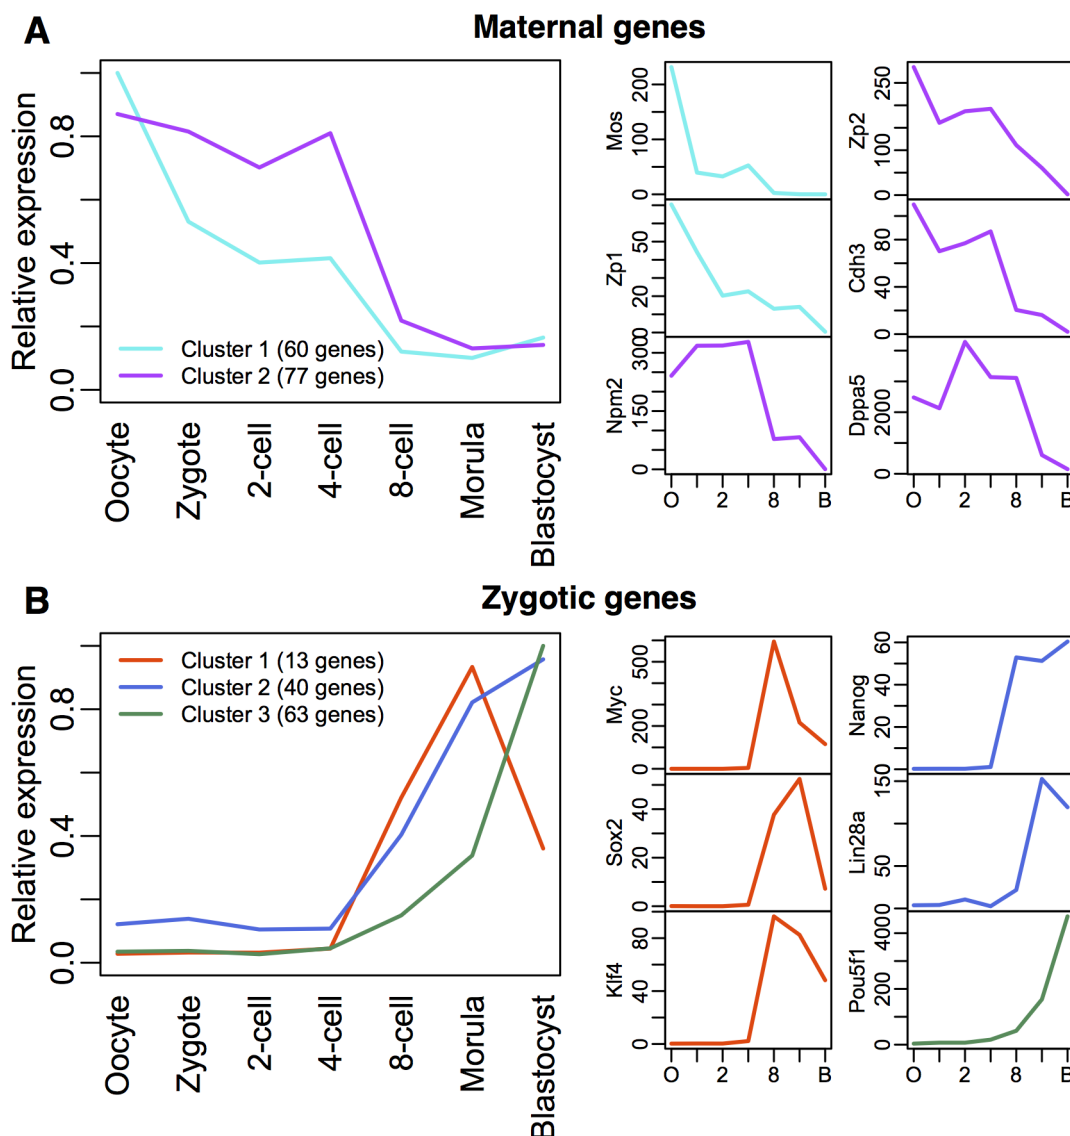 A
Maternal genes
Relative expression
0.0
0.4
0.8
Cluster 1 (60 genes)
Cluster 2 (77 genes)
Oocyte
Zygote
2-cell
4-cell
8-cell
Morula
Blastocyst
Mos
0
100
200
Zp1
20
50
Npm2
0
150
3000
O
2
8
B
Zp2
0
100
250
Cdh3
0
40
80
Dppa5
0
2000
O
2
8
B
B
Zygotic genes
Relative expression
0.0
0.4
0.8
Cluster 1 (13 genes)
Cluster 2 (40 genes)
Cluster 3 (63 genes)
Oocyte
Zygote
2-cell
4-cell
8-cell
Morula
Blastocyst
Myc
0
200
500
Sox2
0
20
40
Klf4
0
40
80
O
2
8
B
Nanog
0
20
40
60
Lin28a
50
150
Pou5f1
0
200
4000
O
2
8
B